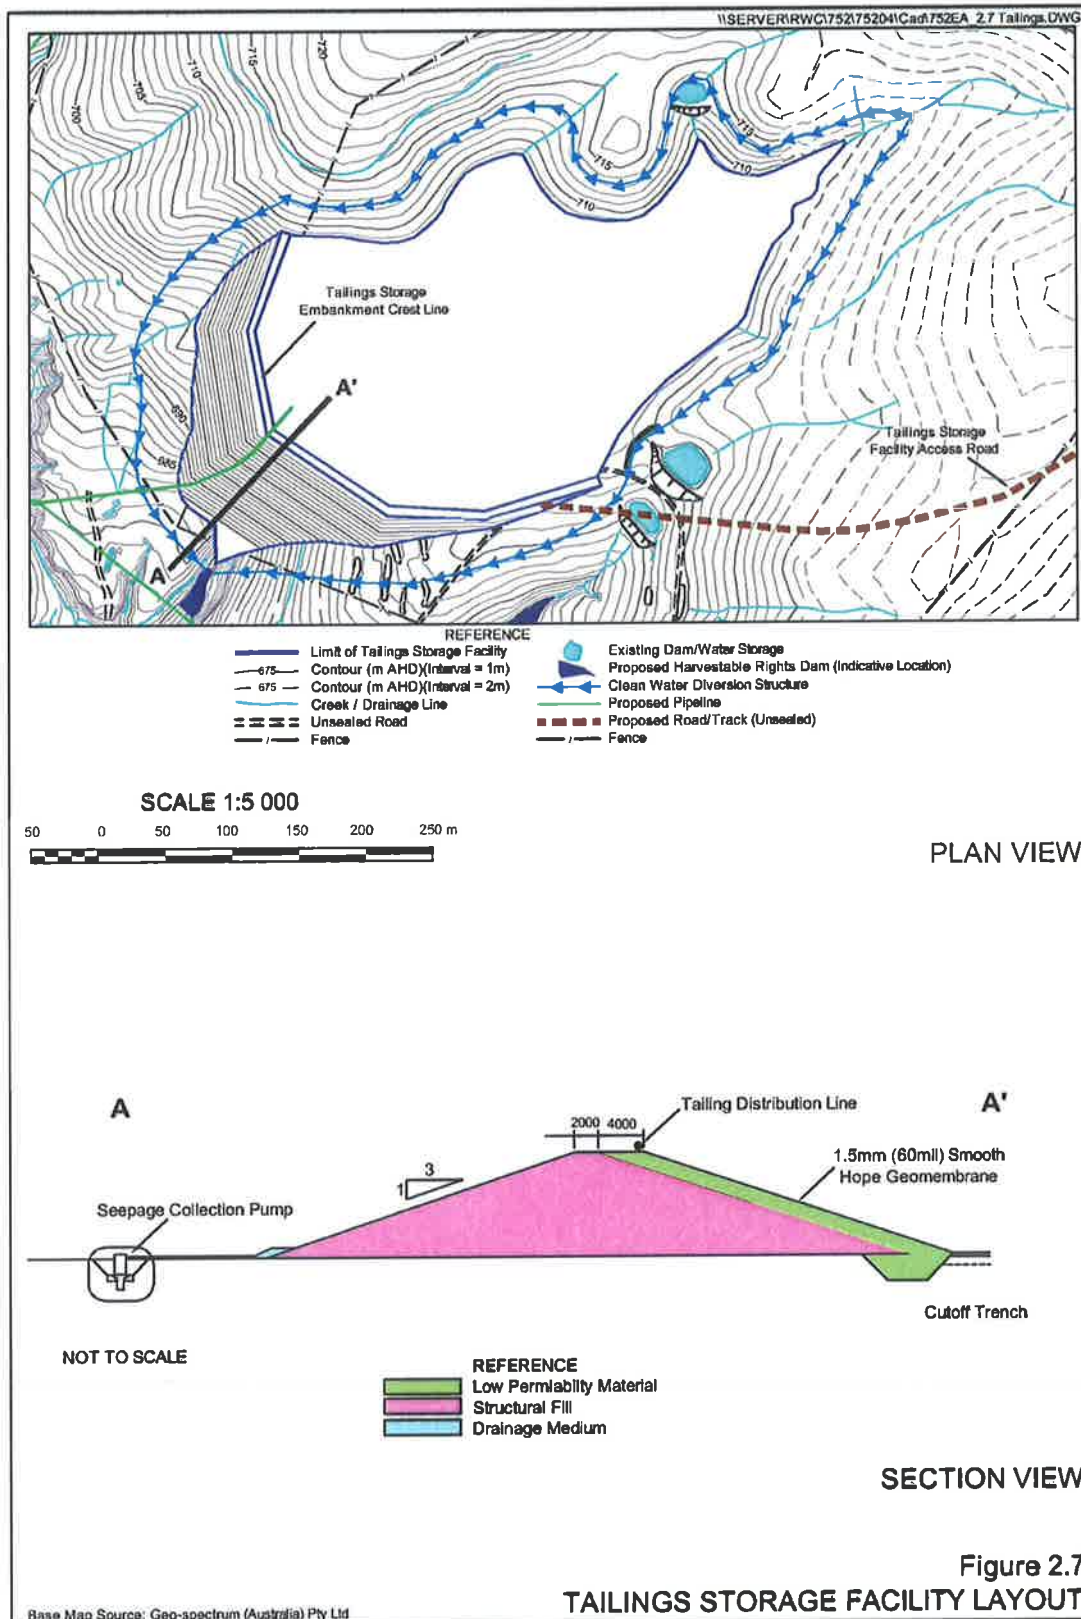 \\SERVER\RWC\752\75204\Cad\752EA_2.7 Tailings.DWG
700
705
710
715
720
715
710
715
710
Tailings Storage
Embankment Crest Line
A'
690
685
A
Tailings Storage
Facility Access Road
REFERENCE
Limit of Tailings Storage Facility
675 Contour (m AHD)(Interval = 1m)
675 Contour (m AHD)(Interval = 2m)
Creek / Drainage Line
Unsealed Road
Fence
Existing Dam/Water Storage
Proposed Harvestable Rights Dam (Indicative Location)
Clean Water Diversion Structure
Proposed Pipeline
Proposed Road/Track (Unsealed)
Fence
SCALE 1:5 000
50 0 50 100 150 200 250 m
PLAN VIEW
A
A'
2000 4000
Tailing Distribution Line
1.5mm (60mil) Smooth
Hope Geomembrane
3
1
Seepage Collection Pump
Cutoff Trench
NOT TO SCALE
REFERENCE
Low Permiabilty Material
Structural Fill
Drainage Medium
SECTION VIEW
Figure 2.7
TAILINGS STORAGE FACILITY LAYOUT
Base Map Source: Geo-spectrum (Australia) Pty Ltd